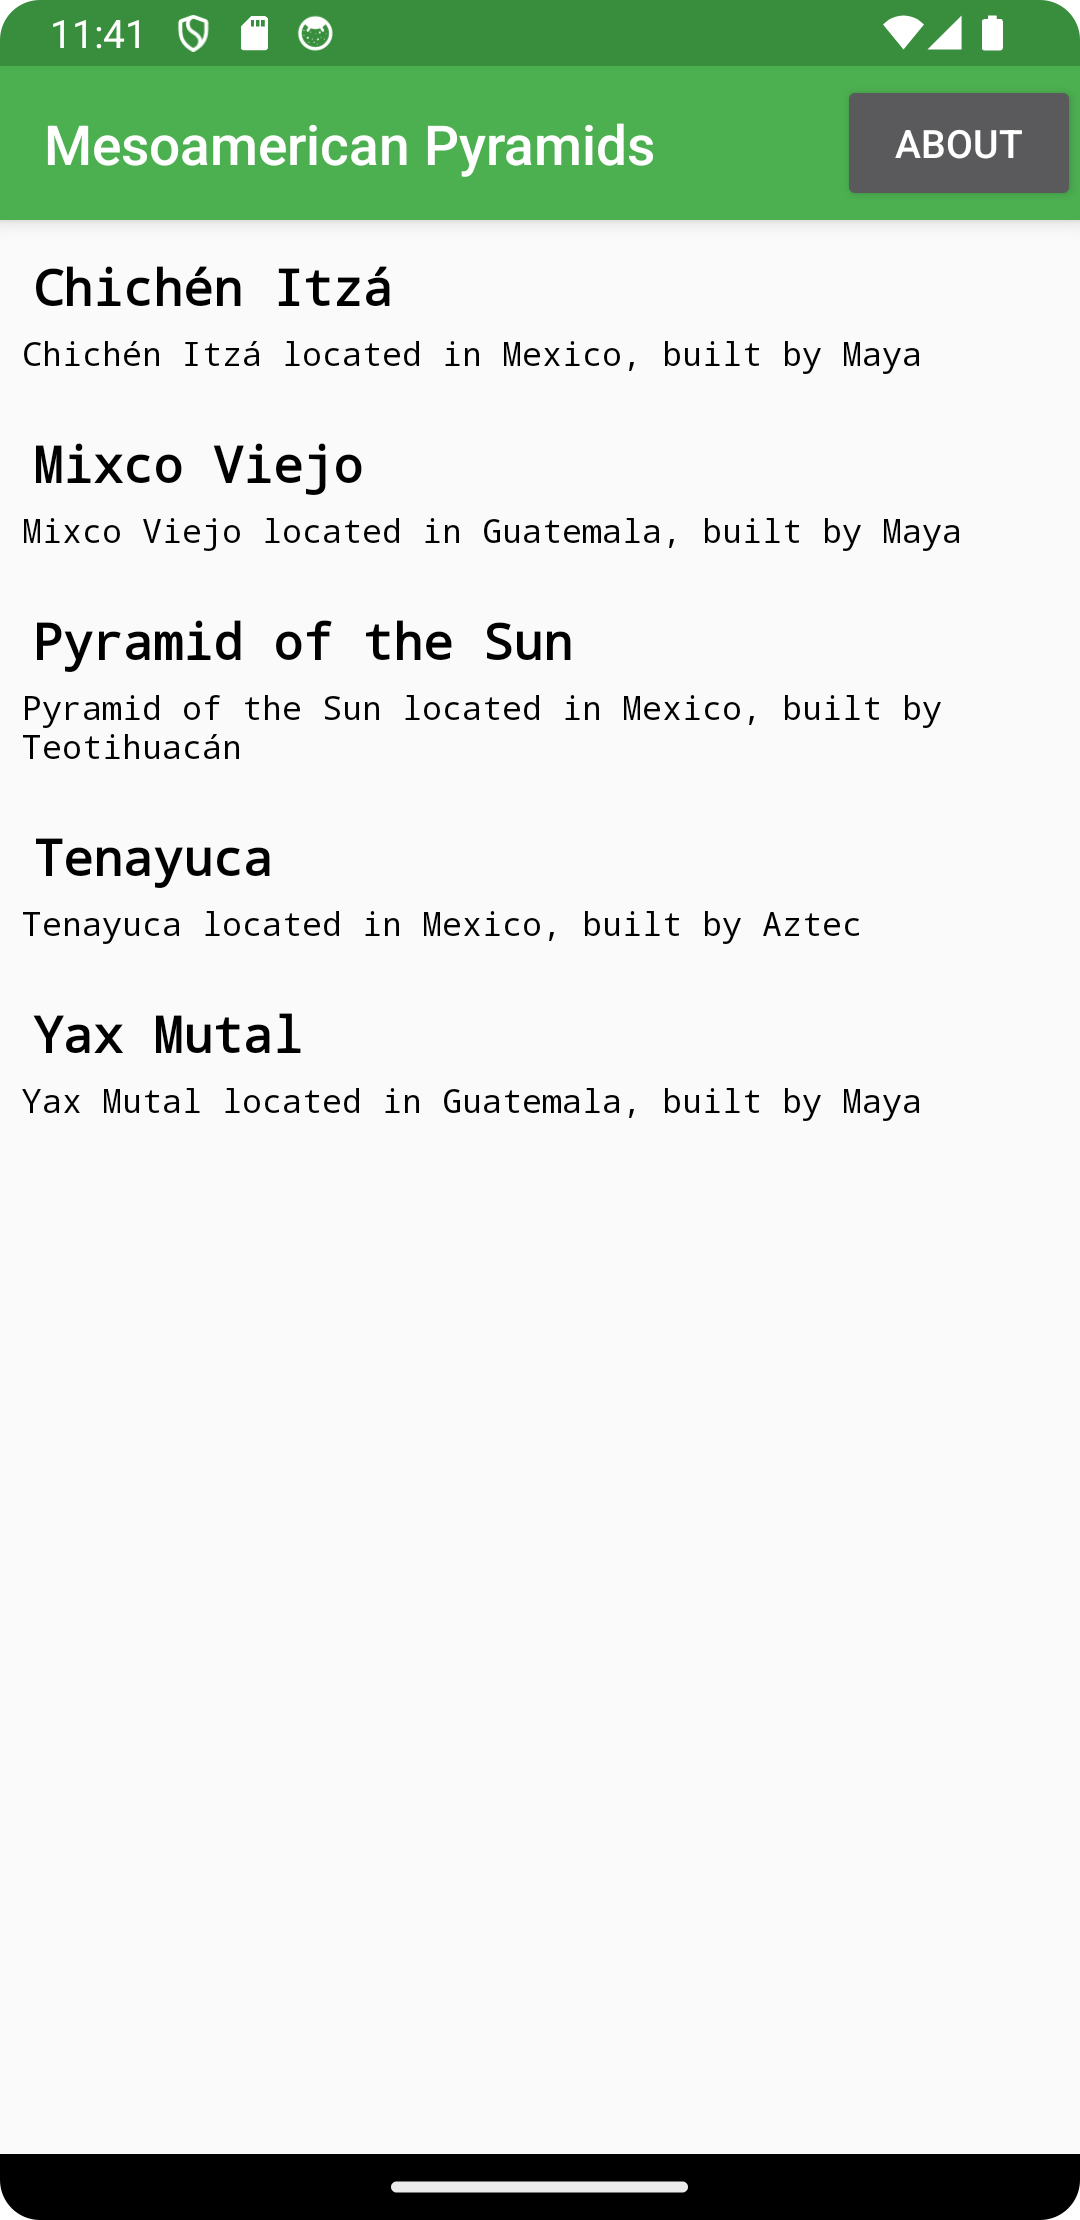 11:41
Mesoamerican Pyramids
ABOUT
Chichén Itzá
Chichén Itzá located in Mexico, built by Maya
Mixco Viejo
Mixco Viejo located in Guatemala, built by Maya
Pyramid of the Sun
Pyramid of the Sun located in Mexico, built by
Teotihuacán
Tenayuca
Tenayuca located in Mexico, built by Aztec
Yax Mutal
Yax Mutal located in Guatemala, built by Maya